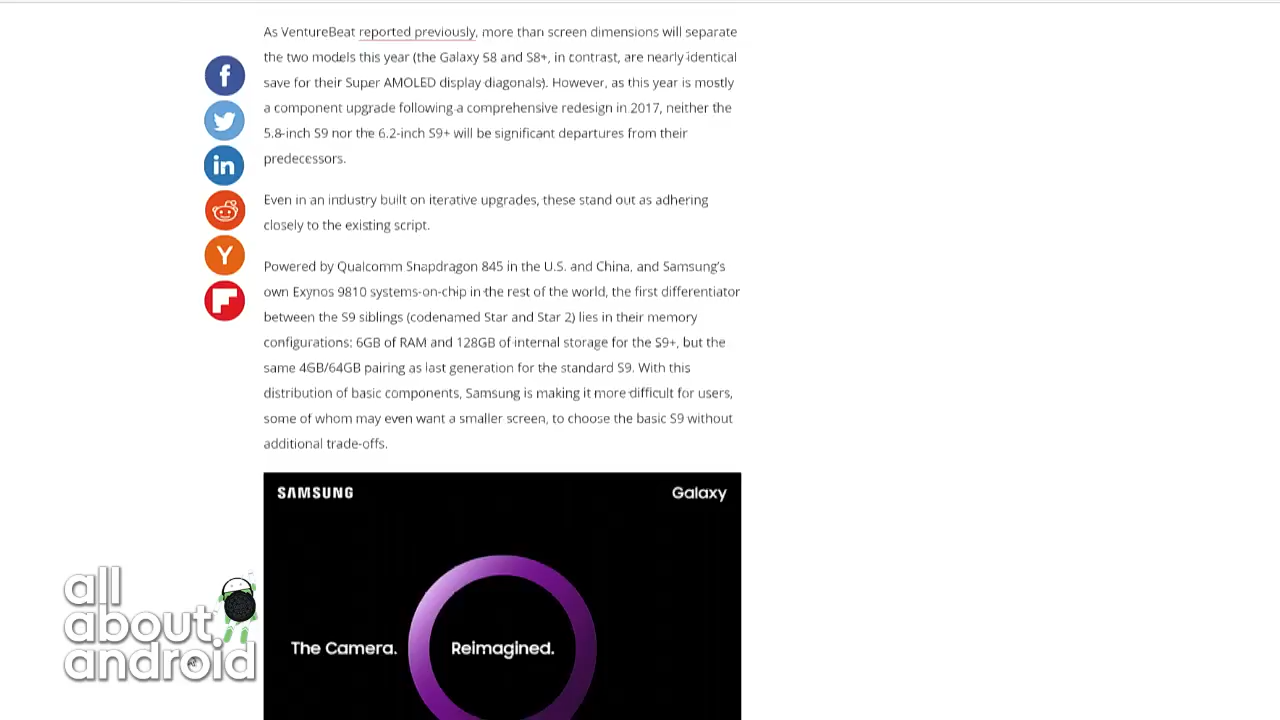 As VentureBeat reported previously, more than screen dimensions will separate
the two models this year (the Galaxy S8 and S8+, in contrast, are nearly identical
save for their Super AMOLED display diagonals). However, as this year is mostly
a component upgrade following a comprehensive redesign in 2017, neither the
5.8-inch S9 nor the 6.2-inch S9+ will be significant departures from their
predecessors.
Even in an industry built on iterative upgrades, these stand out as adhering
closely to the existing script.
Powered by Qualcomm Snapdragon 845 in the U.S. and China, and Samsung's
own Exynos 9810 systems-on-chip in the rest of the world, the first differentiator
between the S9 siblings (codenamed Star and Star 2) lies in their memory
configurations: 6GB of RAM and 128GB of internal storage for the S9+, but the
same 4GB/64GB pairing as last generation for the standard S9. With this
distribution of basic components, Samsung is making it more difficult for users,
some of whom may even want a smaller screen, to choose the basic S9 without
additional trade-offs.
SAMSUNG Galaxy
The Camera. Reimagined.
f
in
Y
all
about
android